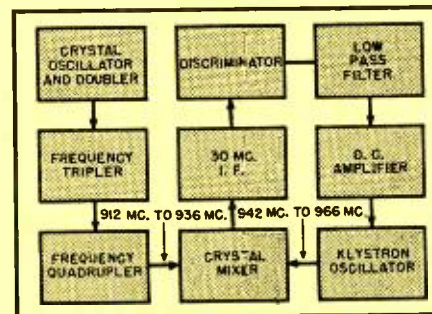 CRYSTAL
OSCILLATOR
AND DOUBLER
DISCRIMINATOR
LOW
PASS
FILTER
FREQUENCY
TRIPLER
30 MC.
I. F.
D. C.
AMPLIFIER
912 MC. TO 936 MC.
942 MC. TO 966 MC.
FREQUENCY
QUADRUPLER
CRYSTAL
MIXER
KLYSTRON
OSCILLATOR